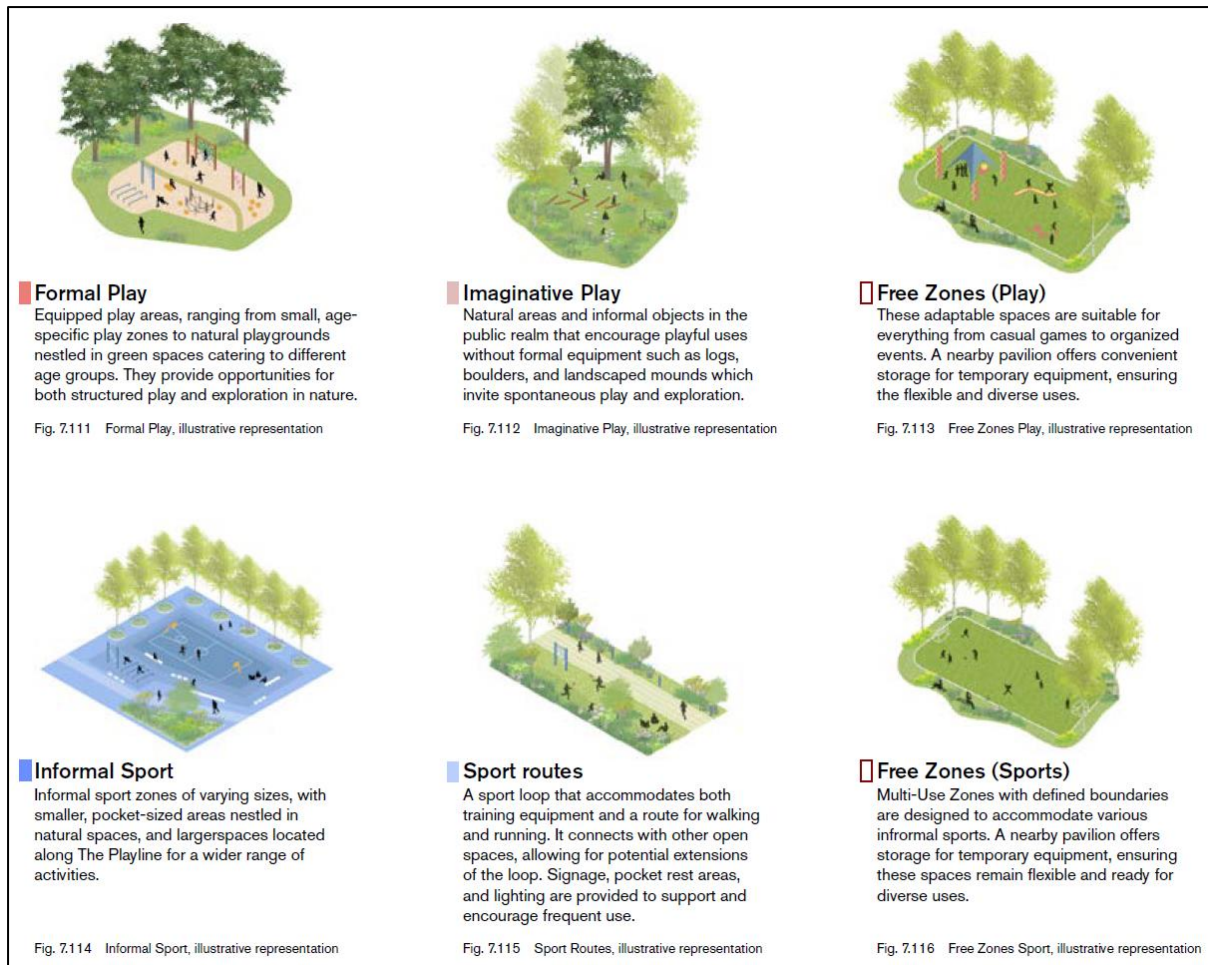 Formal Play
Equipped play areas, ranging from small, age-
specific play zones to natural playgrounds
nestled in green spaces catering to different
age groups. They provide opportunities for
both structured play and exploration in nature.
Fig. 7.111 Formal Play, illustrative representation
Imaginative Play
Natural areas and informal objects in the
public realm that encourage playful uses
without formal equipment such as logs,
boulders, and landscaped mounds which
invite spontaneous play and exploration.
Fig. 7.112 Imaginative Play, illustrative representation
Free Zones (Play)
These adaptable spaces are suitable for
everything from casual games to organized
events. A nearby pavilion offers convenient
storage for temporary equipment, ensuring
the flexible and diverse uses.
Fig. 7.113 Free Zones Play, illustrative representation
Informal Sport
Informal sport zones of varying sizes, with
smaller, pocket-sized areas nestled in
natural spaces, and largerspaces located
along The Playline for a wider range of
activities.
Fig. 7.114 Informal Sport, illustrative representation
Sport routes
A sport loop that accommodates both
training equipment and a route for walking
and running. It connects with other open
spaces, allowing for potential extensions
of the loop. Signage, pocket rest areas,
and lighting are provided to support and
encourage frequent use.
Fig. 7.115 Sport Routes, illustrative representation
Free Zones (Sports)
Multi-Use Zones with defined boundaries
are designed to accommodate various
infrormal sports. A nearby pavilion offers
storage for temporary equipment, ensuring
these spaces remain flexible and ready for
diverse uses.
Fig. 7.116 Free Zones Sport, illustrative representation